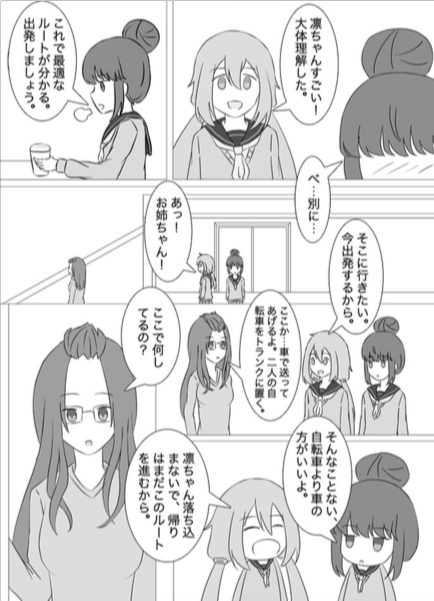 凛ちゃんすごい！
大体理解した。
これで最適な
ルートが分かる。
出発しましょう。
べ…別に…
あっ！
お姉ちゃん！
そこに行きたい。
今出発するから。
ここか…車で送って
あげるよ。二人の自
転車をトランクに置く。
ここで何し
てるの？
そんなことない、
自転車より車の
方がいいよ。
凛ちゃん落ち込
まないで、帰り
はまだこのルート
を進むから。